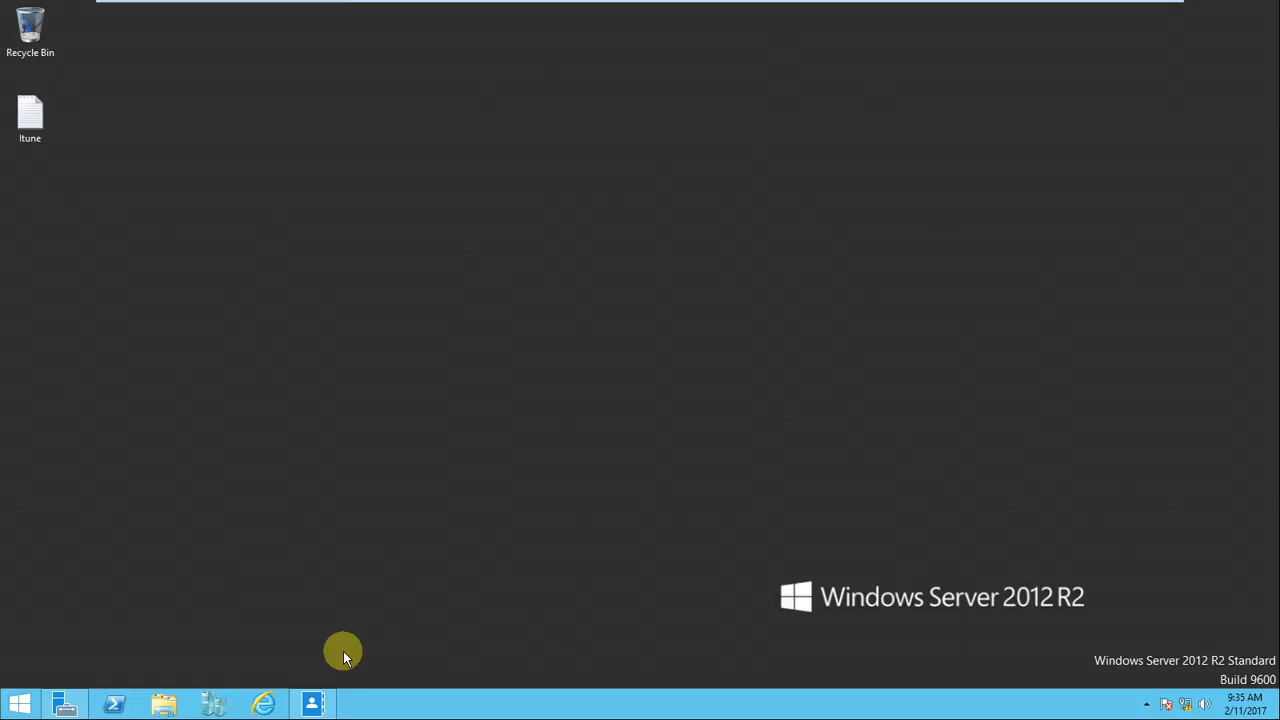 Recycle Bin
Itune
Windows Server 2012 R2
Windows Server 2012 R2 Standard
Build 9600
9:35 AM
2/11/2017